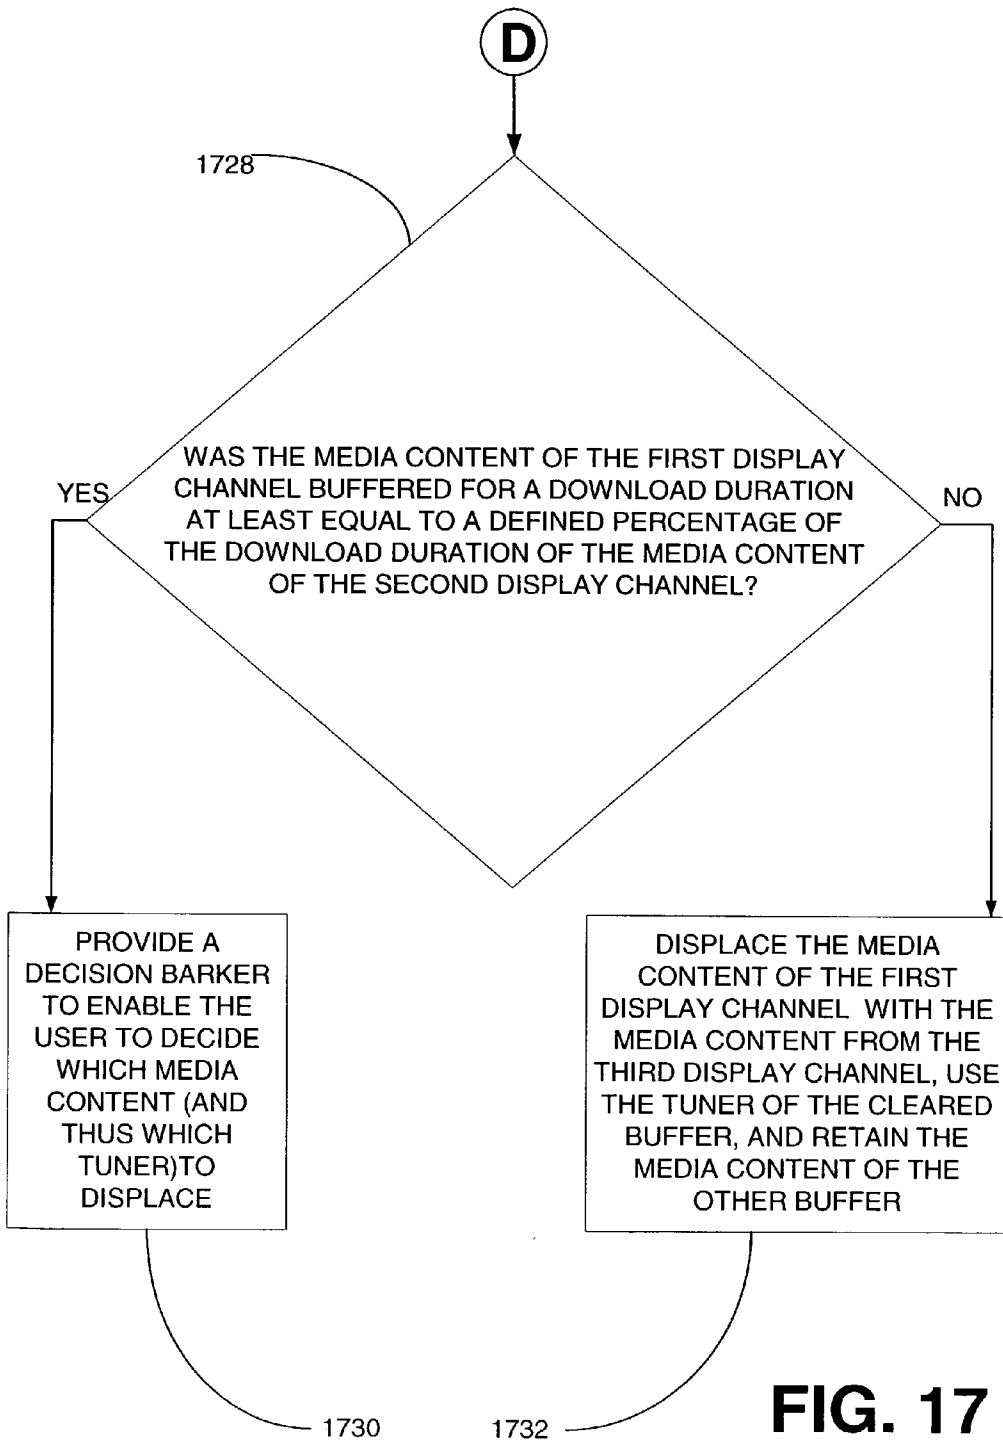 D
1728
WAS THE MEDIA CONTENT OF THE FIRST DISPLAY
CHANNEL BUFFERED FOR A DOWNLOAD DURATION
AT LEAST EQUAL TO A DEFINED PERCENTAGE OF
THE DOWNLOAD DURATION OF THE MEDIA CONTENT
OF THE SECOND DISPLAY CHANNEL?
YES
NO
PROVIDE A
DECISION BARKER
TO ENABLE THE
USER TO DECIDE
WHICH MEDIA
CONTENT (AND
THUS WHICH
TUNER)TO
DISPLACE
DISPLACE THE MEDIA
CONTENT OF THE FIRST
DISPLAY CHANNEL WITH THE
MEDIA CONTENT FROM THE
THIRD DISPLAY CHANNEL, USE
THE TUNER OF THE CLEARED
BUFFER, AND RETAIN THE
MEDIA CONTENT OF THE
OTHER BUFFER
1730
1732
FIG. 17